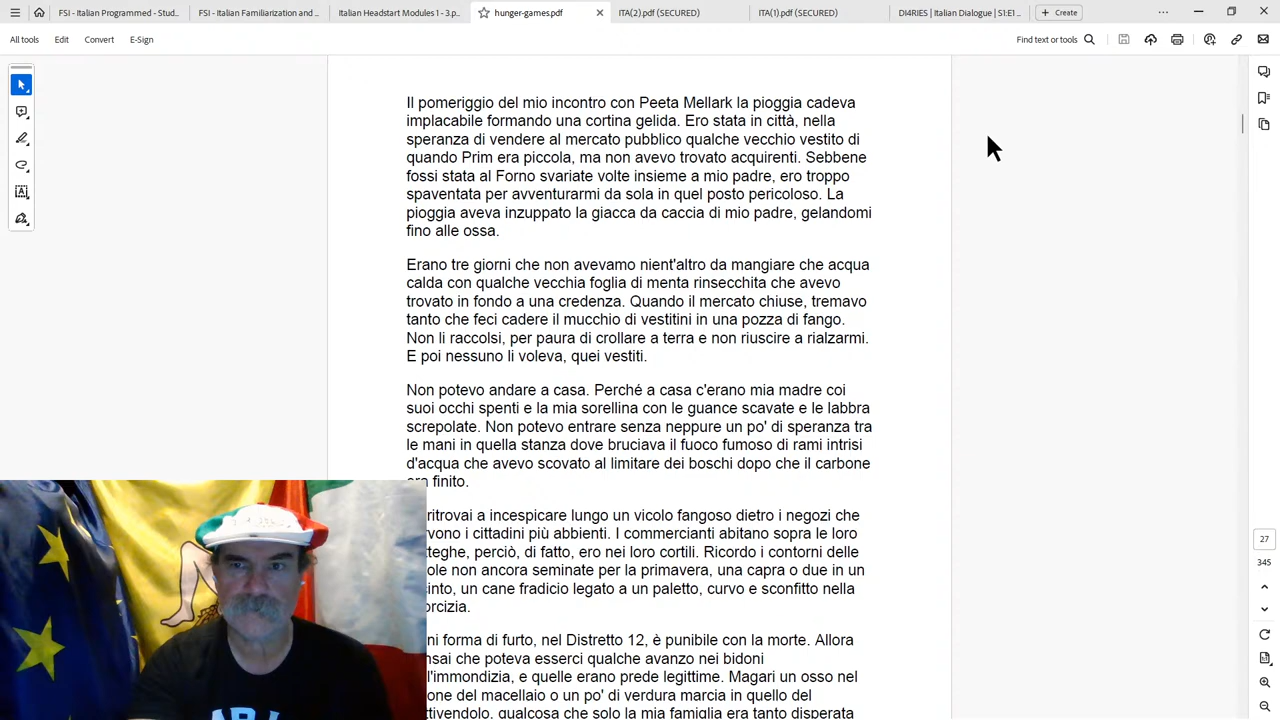 FSI - Italian Programmed - Stud...
FSI - Italian Familiarization and ...
Italian Headstart Modules 1 - 3.p...
hunger-games.pdf
ITA(2).pdf (SECURED)
ITA(1).pdf (SECURED)
DI4RIES | Italian Dialogue | S1:E1 ...
Create
All tools
Edit
Convert
E-Sign
Find text or tools
Il pomeriggio del mio incontro con Peeta Mellark la pioggia cadeva
implacabile formando una cortina gelida. Ero stata in città, nella
speranza di vendere al mercato pubblico qualche vecchio vestito di
quando Prim era piccola, ma non avevo trovato acquirenti. Sebbene
fossi stata al Forno svariate volte insieme a mio padre, ero troppo
spaventata per avventurarmi da sola in quel posto pericoloso. La
pioggia aveva inzuppato la giacca da caccia di mio padre, gelandomi
fino alle ossa.
Erano tre giorni che non avevamo nient'altro da mangiare che acqua
calda con qualche vecchia foglia di menta rinsecchita che avevo
trovato in fondo a una credenza. Quando il mercato chiuse, tremavo
tanto che feci cadere il mucchio di vestitini in una pozza di fango.
Non li raccolsi, per paura di crollare a terra e non riuscire a rialzarmi.
E poi nessuno li voleva, quei vestiti.
Non potevo andare a casa. Perché a casa c'erano mia madre coi
suoi occhi spenti e la mia sorellina con le guance scavate e le labbra
screpolate. Non potevo entrare senza neppure un po' di speranza tra
le mani in quella stanza dove bruciava il fuoco fumoso di rami intrisi
d'acqua che avevo scovato al limitare dei boschi dopo che il carbone
era finito.
ritrovai a incespicare lungo un vicolo fangoso dietro i negozi che
rvono i cittadini più abbienti. I commercianti abitano sopra le loro
tteghe, perciò, di fatto, ero nei loro cortili. Ricordo i contorni delle
ole non ancora seminate per la primavera, una capra o due in un
into, un cane fradicio legato a un paletto, curvo e sconfitto nella
orcizia.
ni forma di furto, nel Distretto 12, è punibile con la morte. Allora
nsai che poteva esserci qualche avanzo nei bidoni
l'immondizia, e quelle erano prede legittime. Magari un osso nel
one del macellaio o un po' di verdura marcia in quello del
ttivendolo, qualcosa che solo la mia famiglia era tanto disperata
27
345